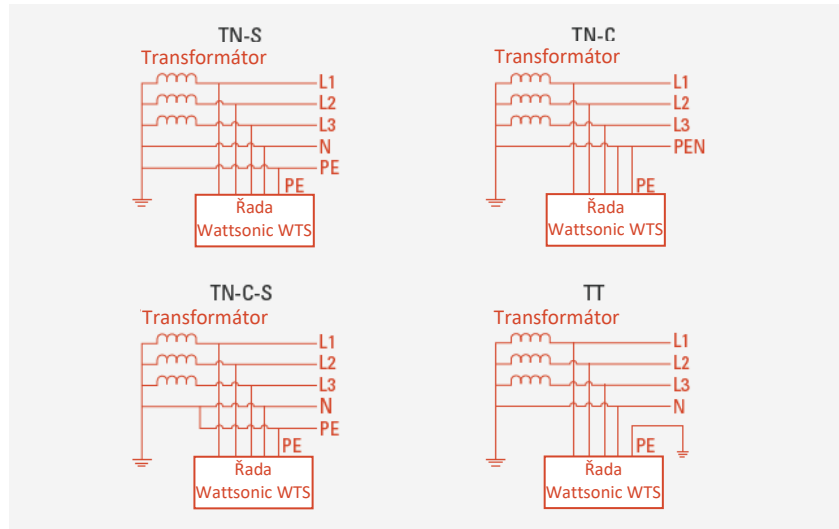 TN-S
Transformátor
L1
L2
L3
N
PE
PE
Řada
Wattsonic WTS
TN-C
Transformátor
L1
L2
L3
PEN
PE
Řada
Wattsonic WTS
TN-C-S
Transformátor
L1
L2
L3
N
PE
PE
Řada
Wattsonic WTS
TT
Transformátor
L1
L2
L3
N
PE
Řada
Wattsonic WTS